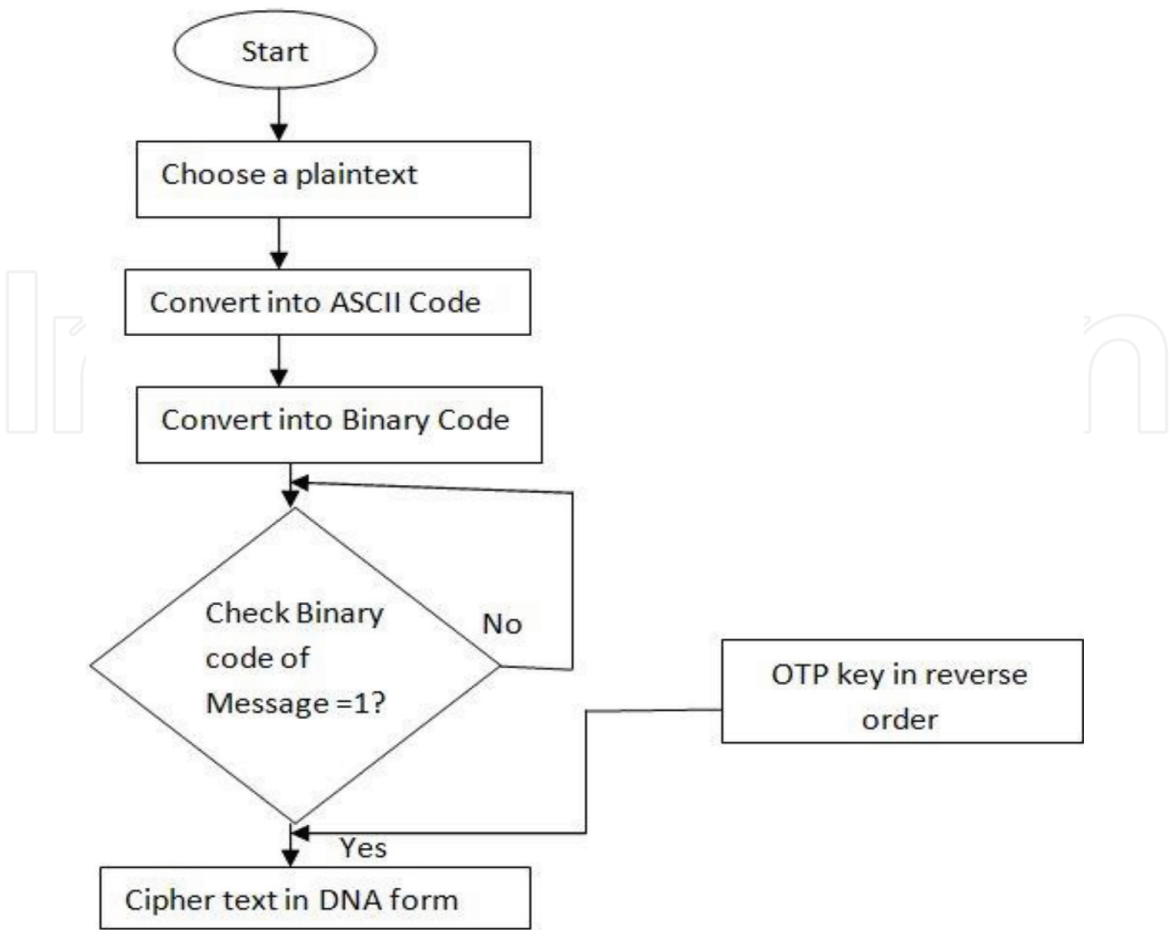 Start
Choose a plaintext
Convert into ASCII Code
Convert into Binary Code
Check Binary
code of
Message =1?
No
OTP key in reverse
order
Yes
Cipher text in DNA form